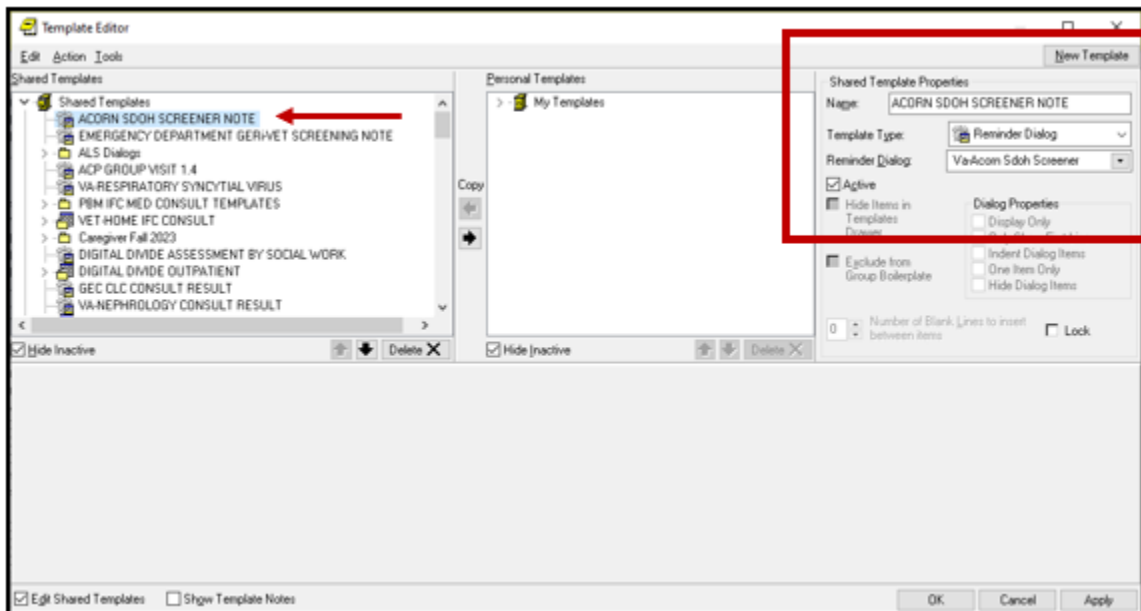 Template Editor
Edit Action Tools
New Template
Shared Templates
Shared Templates
ACORN SDOH SCREENER NOTE
EMERGENCY DEPARTMENT GERI-VET SCREENING NOTE
ALS Dialogs
ACP GROUP VISIT 1.4
VA-RESPIRATORY SYNCYTIAL VIRUS
PBM IFC MED CONSULT TEMPLATES
VET-HOME IFC CONSULT
Caregiver Fall 2023
DIGITAL DIVIDE ASSESSMENT BY SOCIAL WORK
DIGITAL DIVIDE OUTPATIENT
GEC CLC CONSULT RESULT
VA-NEPHROLOGY CONSULT RESULT
Hide Inactive
Delete
Copy
Personal Templates
My Templates
Hide Inactive
Delete
Shared Template Properties
Name: ACORN SDOH SCREENER NOTE
Template Type: Reminder Dialog
Reminder Dialog: Va-Acorn Sdoh Screener
Active
Hide Items in
Templates
Drawer
Exclude from
Group Boilerplate
Dialog Properties
Display Only
Indent Dialog Items
One Item Only
Hide Dialog Items
0 Number of Blank Lines to insert
between items
Lock
Edit Shared Templates Show Template Notes
OK Cancel Apply